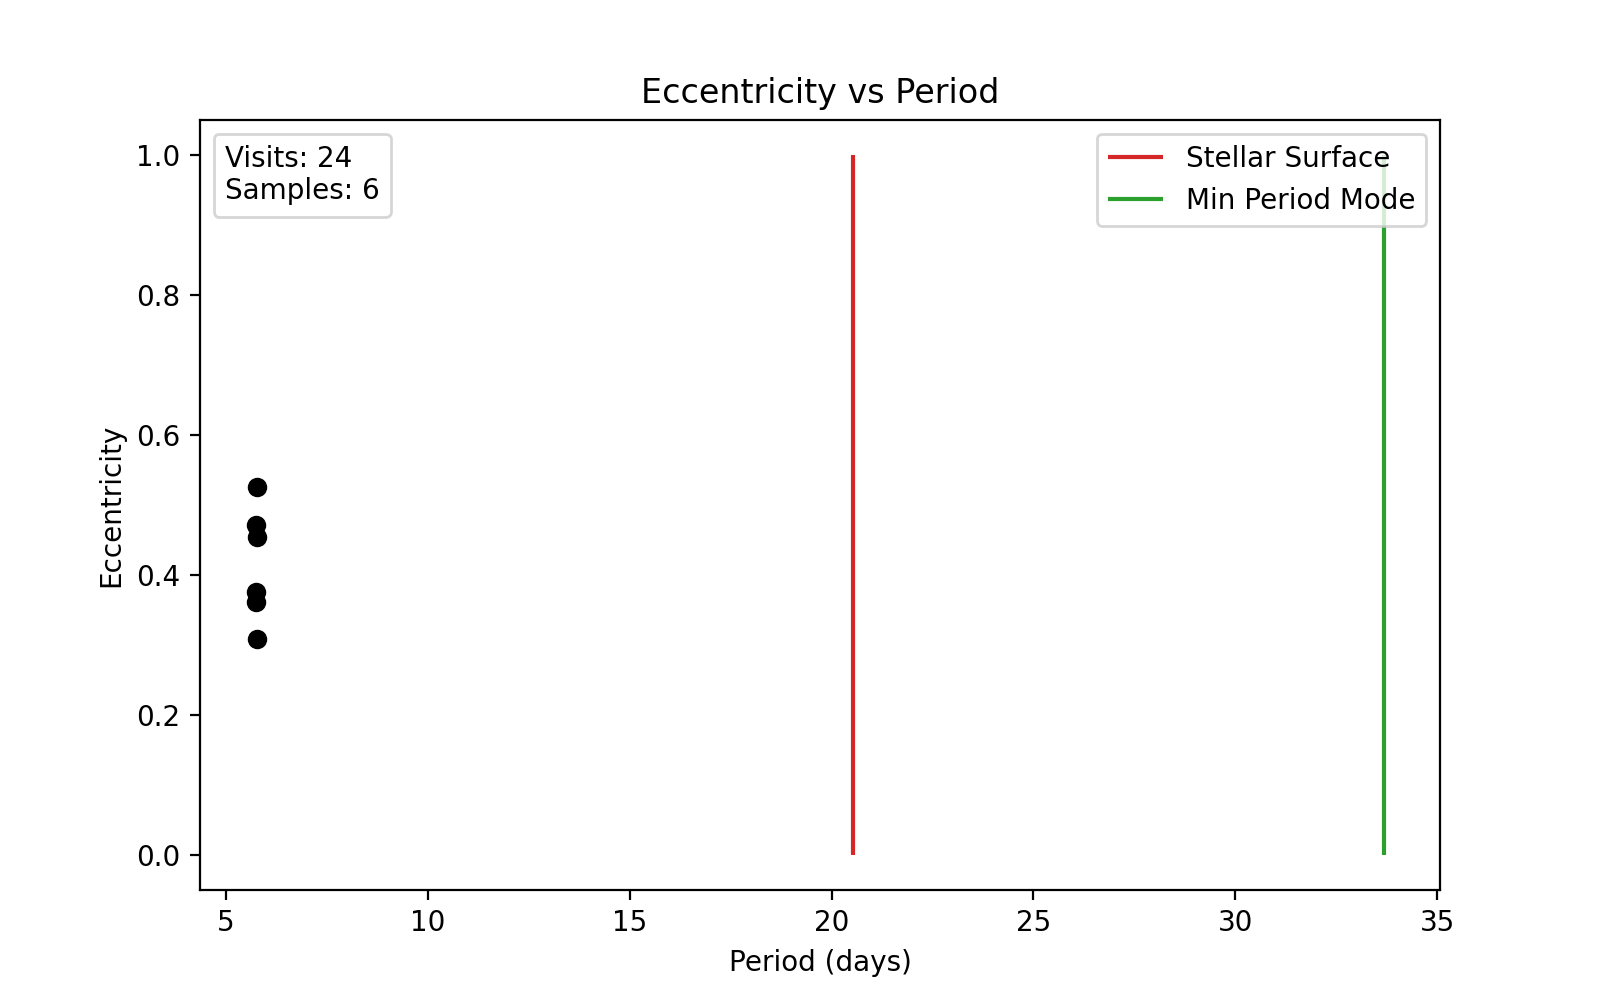 Eccentricity vs Period
Visits: 24
Samples: 6
Stellar Surface
Min Period Mode
1.0
0.8
0.6
0.4
0.2
0.0
Eccentricity
5 10 15 20 25 30 35
Period (days)